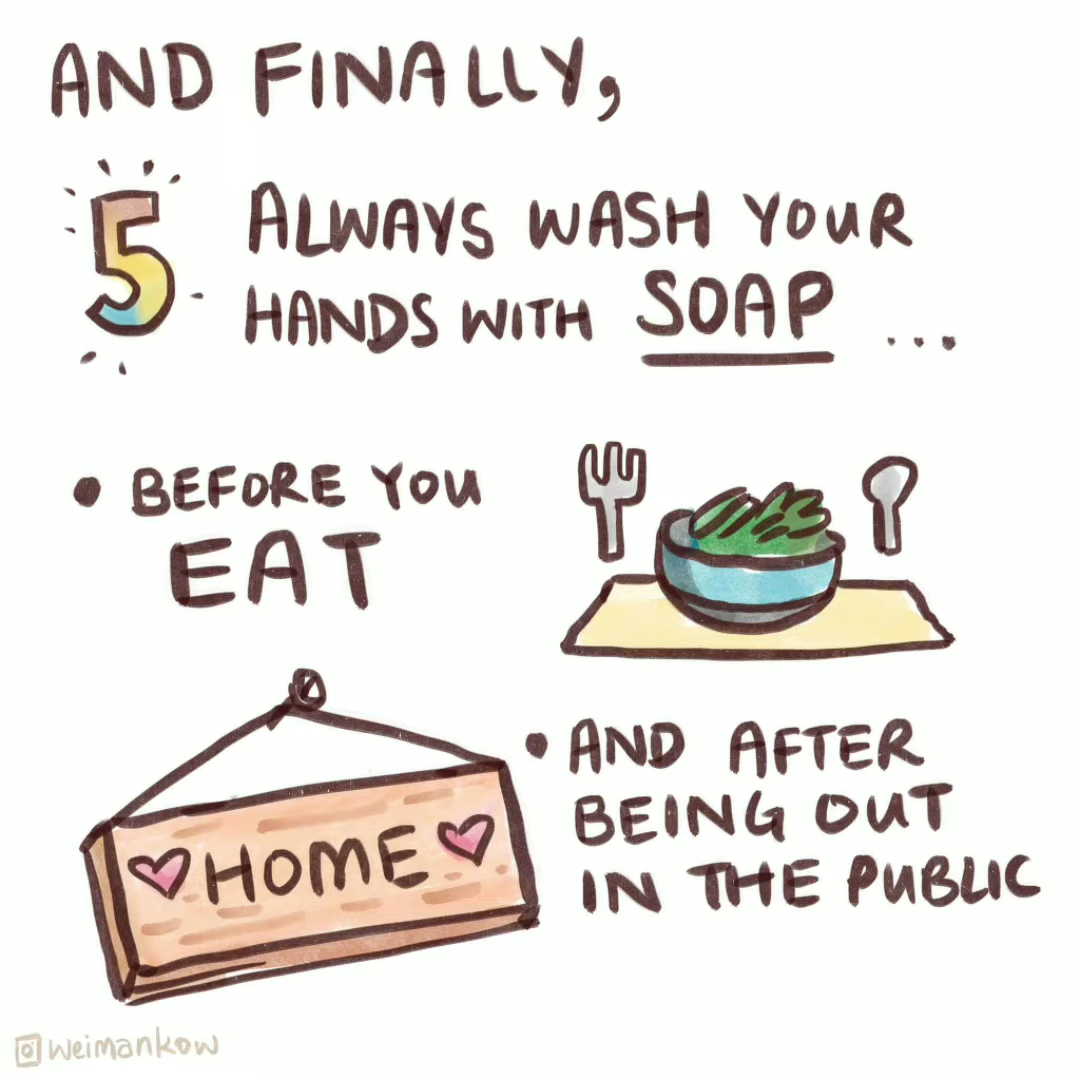 AND FINALLY,
5 ALWAYS WASH YOUR
HANDS WITH SOAP ...
• BEFORE YOU
EAT
HOME
• AND AFTER
BEING OUT
IN THE PUBLIC
weimankow